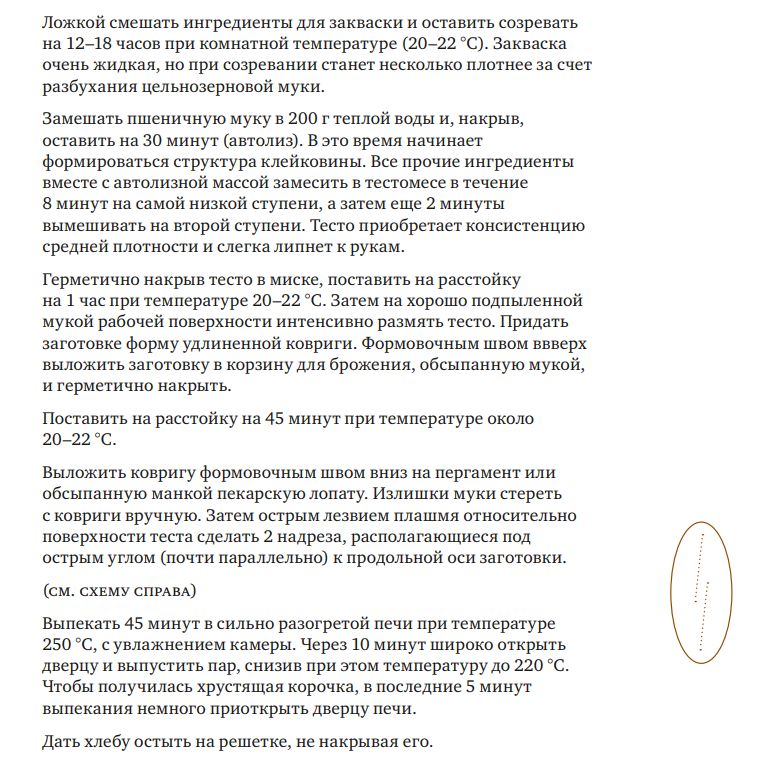 Ложкой смешать ингредиенты для закваски и оставить созревать
на 12–18 часов при комнатной температуре (20–22 °C). Закваска
очень жидкая, но при созревании станет несколько плотнее за счет
разбухания цельнозерновой муки.
Замешать пшеничную муку в 200 г теплой воды и, накрыв,
оставить на 30 минут (автолиз). В это время начинает
формироваться структура клейковины. Все прочие ингредиенты
вместе с автолизной массой замесить в тестомесе в течение
8 минут на самой низкой ступени, а затем еще 2 минуты
вымешивать на второй ступени. Тесто приобретает консистенцию
средней плотности и слегка липнет к рукам.
Герметично накрыв тесто в миске, поставить на расстойку
на 1 час при температуре 20–22 °C. Затем на хорошо подпыленной
мукой рабочей поверхности интенсивно размять тесто. Придать
заготовке форму удлиненной ковриги. Формовочным швом ввверх
выложить заготовку в корзину для брожения, обсыпанную мукой,
и герметично накрыть.
Поставить на расстойку на 45 минут при температуре около
20–22 °C.
Выложить ковригу формовочным швом вниз на пергамент или
обсыпанную манкой пекарскую лопату. Излишки муки стереть
с ковриги вручную. Затем острым лезвием плашмя относительно
поверхности теста сделать 2 надреза, располагающиеся под
острым углом (почти параллельно) к продольной оси заготовки.
(СМ. СХЕМУ СПРАВА)
Выпекать 45 минут в сильно разогретой печи при температуре
250 °C, с увлажнением камеры. Через 10 минут широко открыть
дверцу и выпустить пар, снизив при этом температуру до 220 °C.
Чтобы получилась хрустящая корочка, в последние 5 минут
выпекания немного приоткрыть дверцу печи.
Дать хлебу остыть на решетке, не накрывая его.